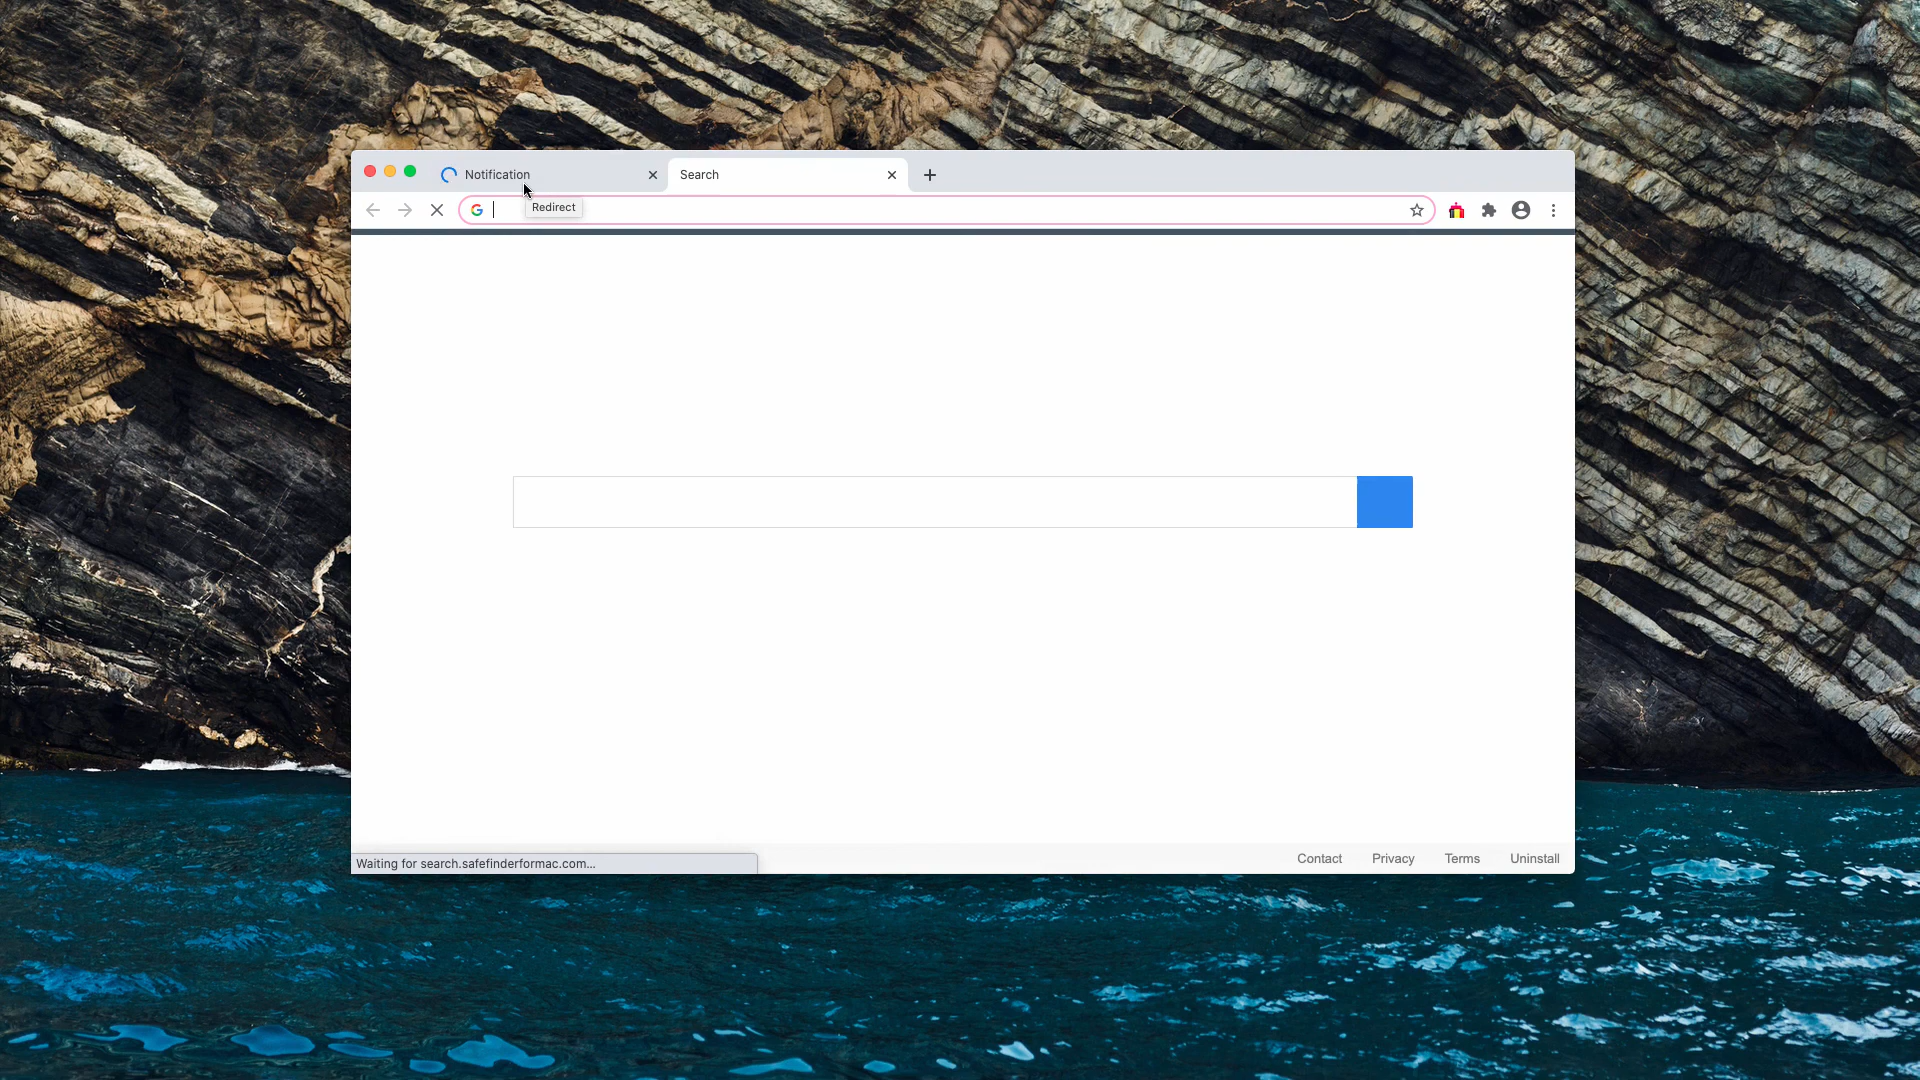 Notification
Search
Redirect
Waiting for search.safefinderformac.com...
Contact
Privacy
Terms
Uninstall